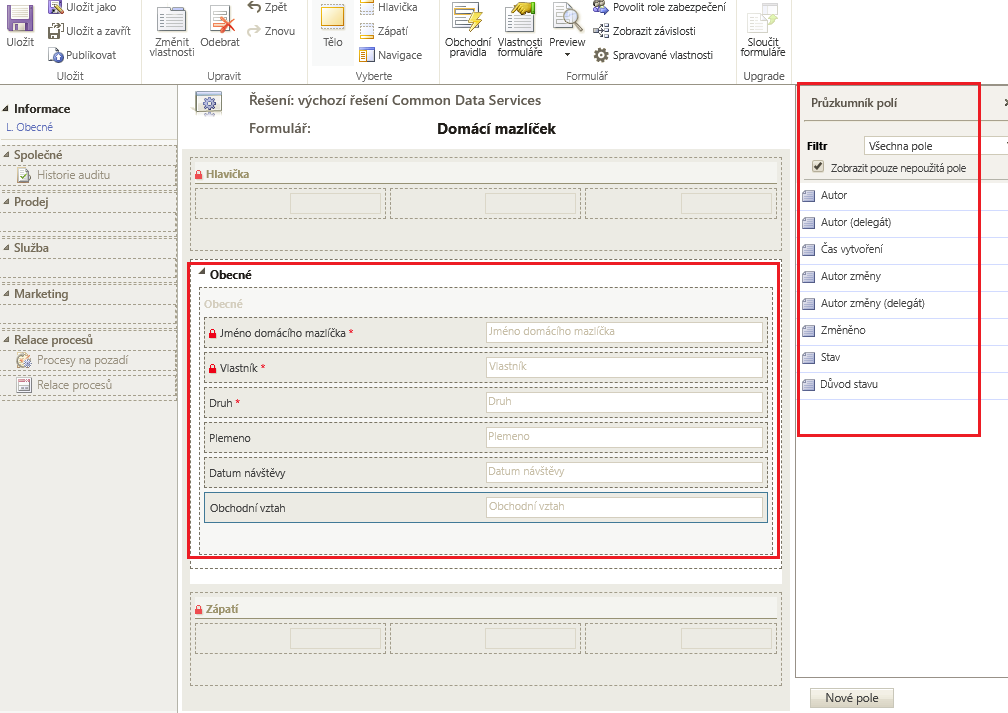 Uložit
Uložit jako
Uložit a zavřít
Publikovat
Uložit
Změnit
vlastnosti
Odebrat
Zpět
Znovu
Upravit
Tělo
Hlavička
Zápatí
Navigace
Vyberte
Obchodní
pravidla
Vlastnosti
formuláře
Preview
Povolit role zabezpečení
Zobrazit závislosti
Spravované vlastnosti
Formulář
Sloučit
formuláře
Upgrade
Informace
Obecné
Společné
Historie auditu
Prodej
Služba
Marketing
Relace procesů
Procesy na pozadí
Relace procesů
Řešení: výchozí řešení Common Data Services
Formulář: Domácí mazlíček
Hlavička
Obecné
Obecné
Jméno domácího mazlíčka * Jméno domácího mazlíčka
Vlastník * Vlastník
Druh * Druh
Plemeno Plemeno
Datum návštěvy Datum návštěvy
Obchodní vztah Obchodní vztah
Zápatí
Průzkumník polí
Filtr Všechna pole
Zobrazit pouze nepoužitá pole
Autor
Autor (delegát)
Čas vytvoření
Autor změny
Autor změny (delegát)
Změněno
Stav
Důvod stavu
Nové pole